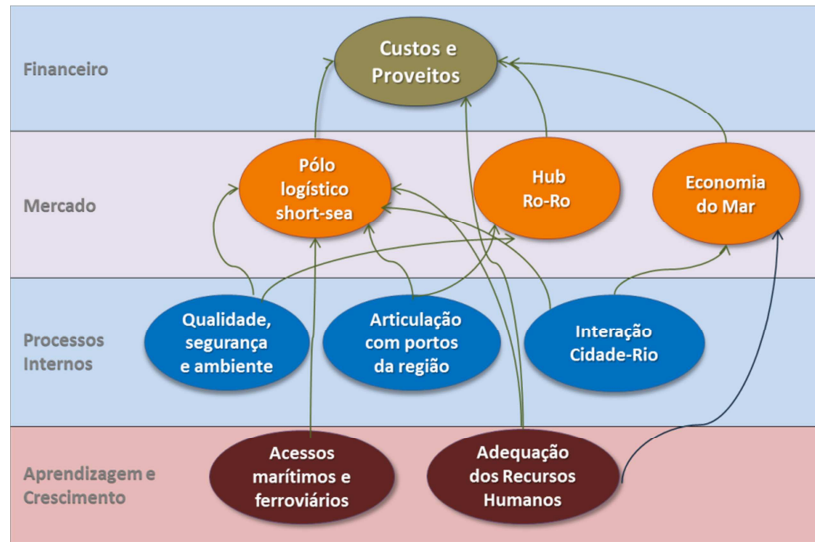 Financeiro
Custos e
Proveitos
Mercado
Pólo
logístico
short-sea
Hub
Ro-Ro
Economia
do Mar
Processos
Internos
Qualidade,
segurança
e ambiente
Articulação
com portos
da região
Interação
Cidade-Rio
Aprendizagem e
Crescimento
Acessos
marítimos e
ferroviários
Adequação
dos Recursos
Humanos